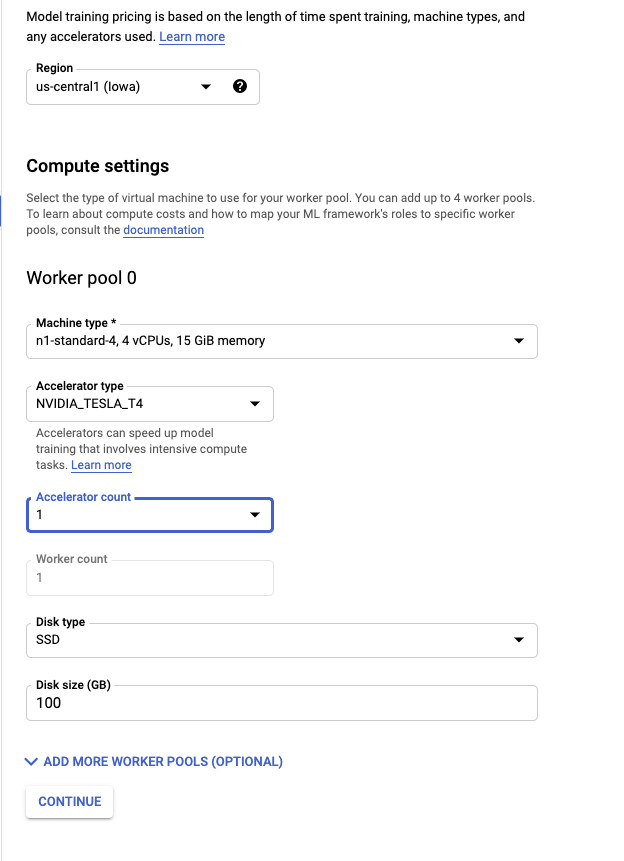 Model training pricing is based on the length of time spent training, machine types, and
any accelerators used. Learn more
Region
us-central1 (Iowa)
?
Compute settings
Select the type of virtual machine to use for your worker pool. You can add up to 4 worker pools.
To learn about compute costs and how to map your ML framework's roles to specific worker
pools, consult the documentation
Worker pool 0
Machine type *
n1-standard-4, 4 vCPUs, 15 GiB memory
Accelerator type
NVIDIA_TESLA_T4
Accelerators can speed up model
training that involves intensive compute
tasks. Learn more
Accelerator count
1
Worker count
1
Disk type
SSD
Disk size (GB)
100
ADD MORE WORKER POOLS (OPTIONAL)
CONTINUE